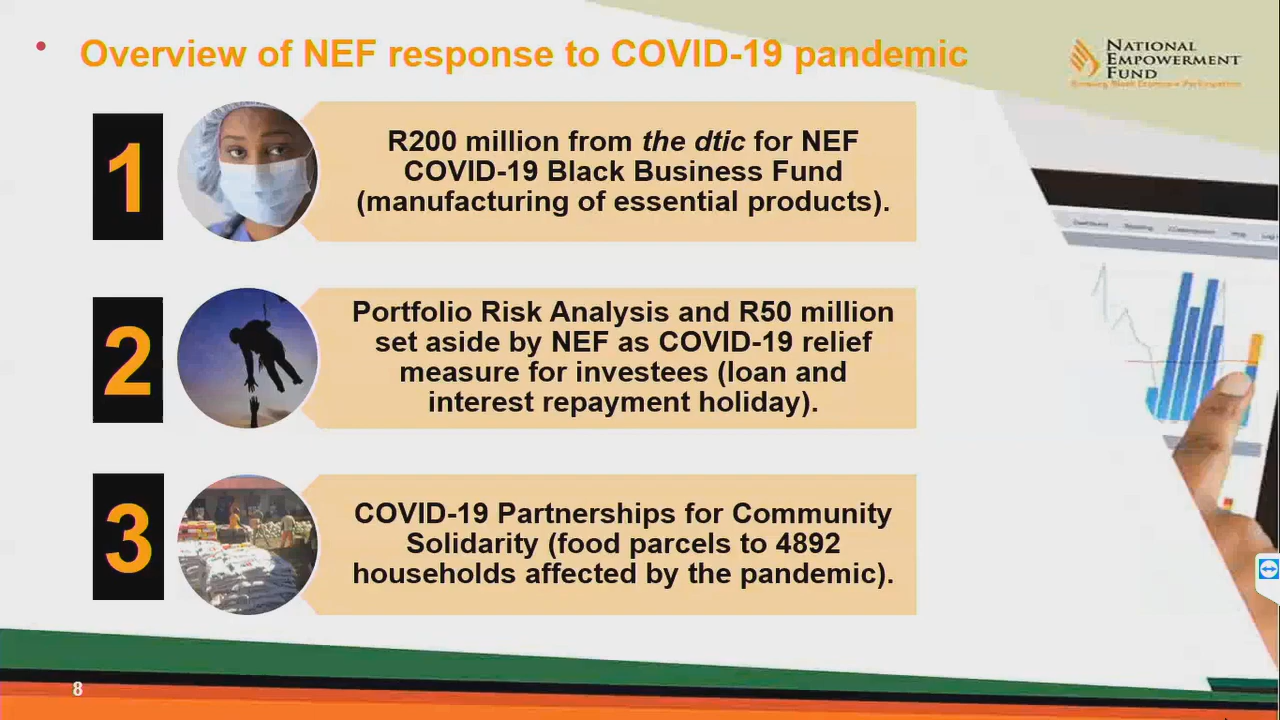 Overview of NEF response to COVID-19 pandemic
NATIONAL
EMPOWERMENT
FUND
1
R200 million from the dtic for NEF
COVID-19 Black Business Fund
(manufacturing of essential products).
2
Portfolio Risk Analysis and R50 million
set aside by NEF as COVID-19 relief
measure for investees (loan and
interest repayment holiday).
3
COVID-19 Partnerships for Community
Solidarity (food parcels to 4892
households affected by the pandemic).
8